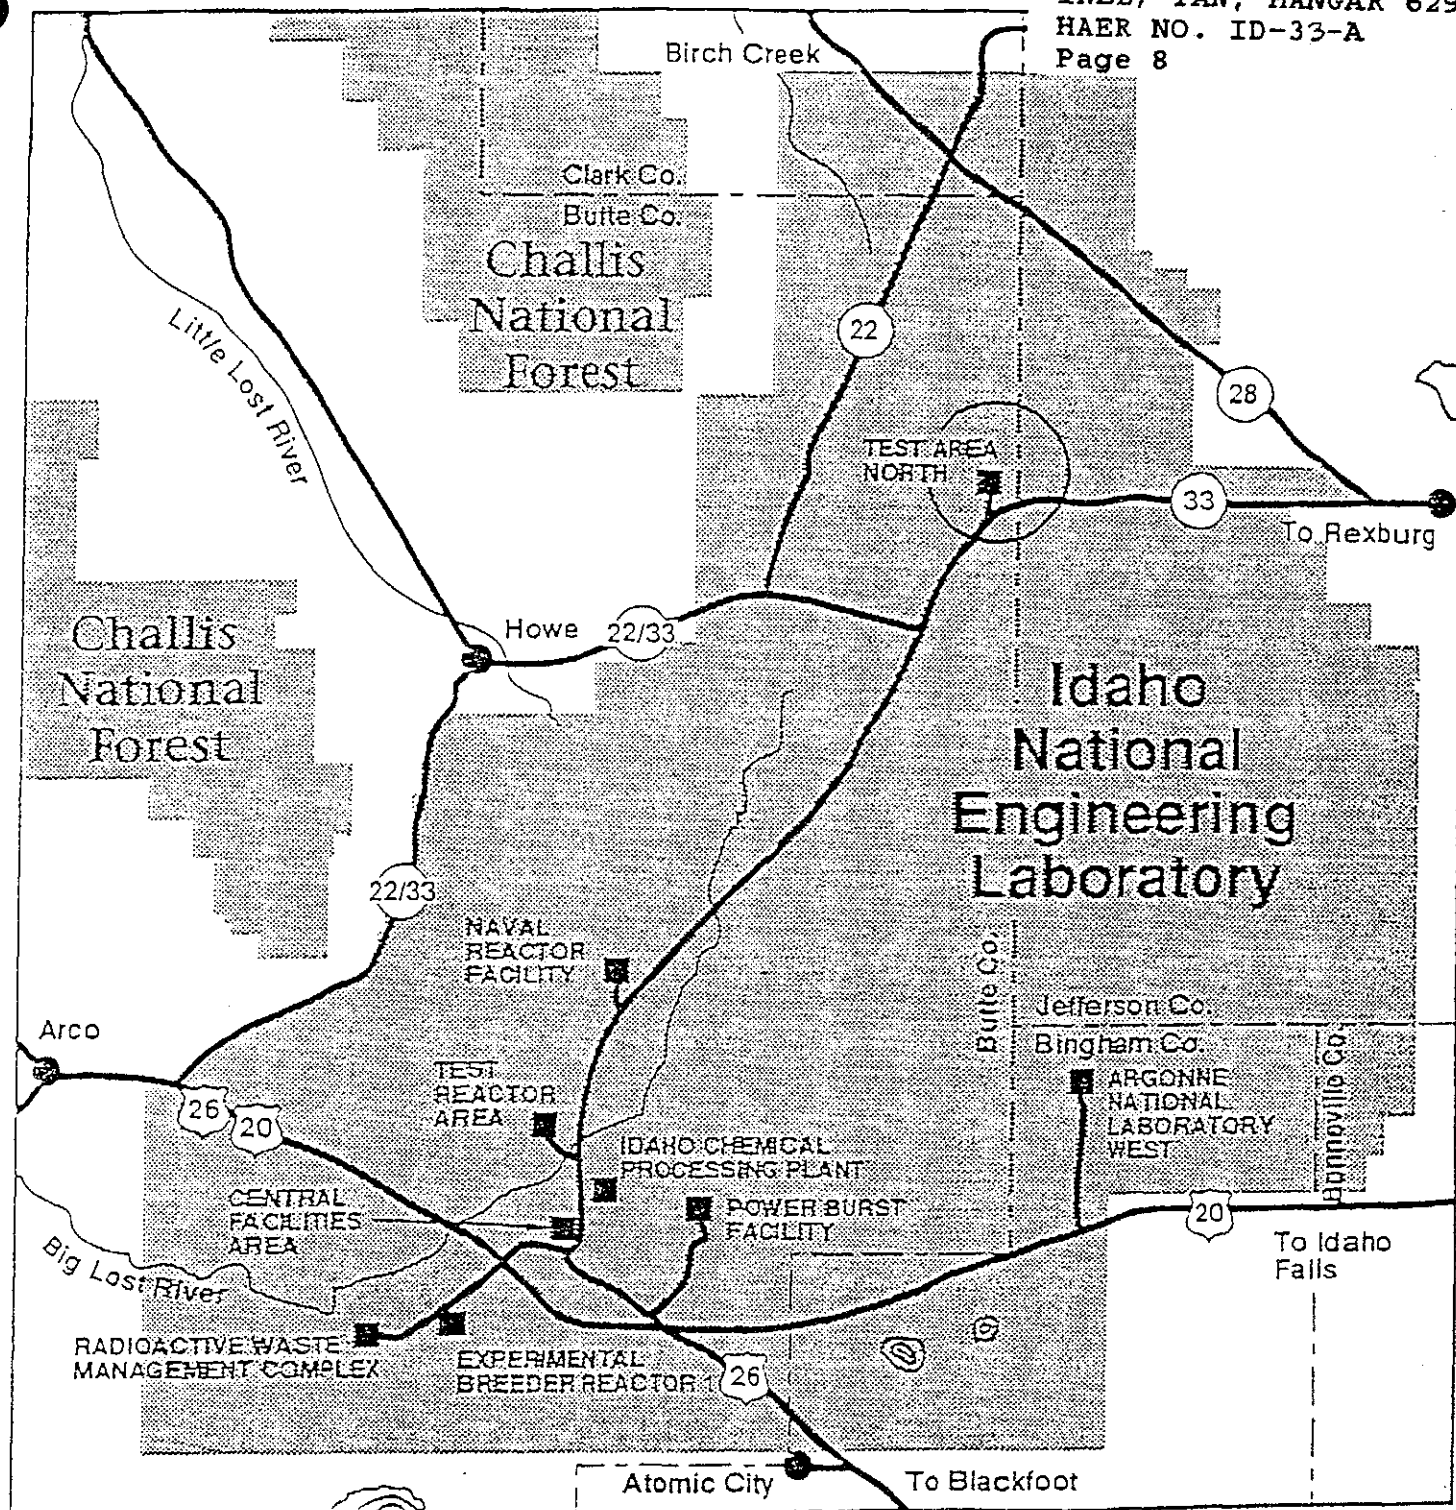 HANGAR 629
HAER NO. ID-33-A
Page 8
Birch Creek
Clark Co.
Butte Co.
Challis
National
Forest
Little Lost River
22
28
TEST AREA
NORTH
33
To Rexburg
Challis
National
Forest
Howe
22/33
Idaho
National
Engineering
Laboratory
22/33
NAVAL
REACTOR
FACILITY
Butte Co.
Jefferson Co.
Bingham Co.
Bonneville Co.
Arco
26
20
TEST
REACTOR
AREA
ARGONNE
NATIONAL
LABORATORY
WEST
IDAHO CHEMICAL
PROCESSING PLANT
CENTRAL
FACILITIES
AREA
POWER BURST
FACILITY
20
To Idaho
Falls
Big Lost River
RADIOACTIVE WASTE
MANAGEMENT COMPLEX
EXPERIMENTAL
BREEDER REACTOR 1
26
Atomic City
To Blackfoot